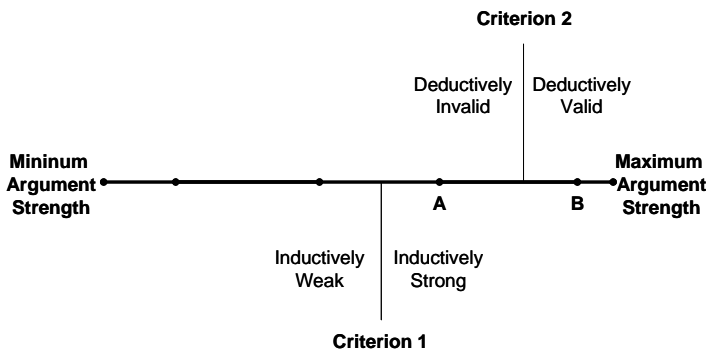 Criterion 2
Deductively
Invalid
Deductively
Valid
Mininum
Argument
Strength
Maximum
Argument
Strength
A
B
Inductively
Weak
Inductively
Strong
Criterion 1